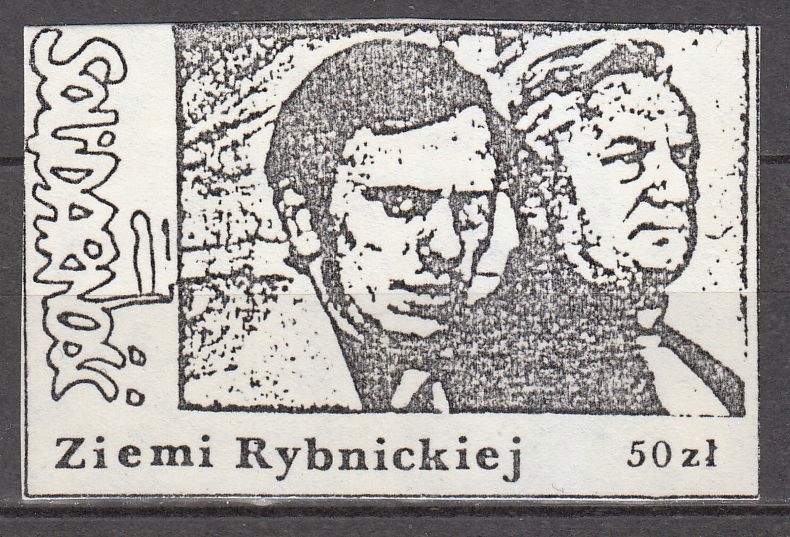 SOLIDARNOŚĆ
Ziemi Rybnickiej 50 zł